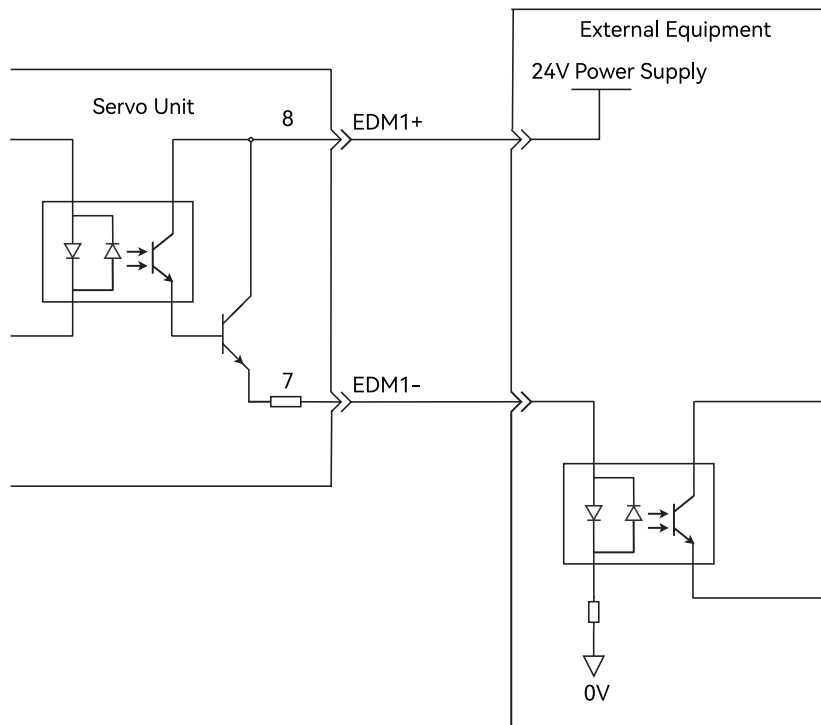 External Equipment
24V Power Supply
Servo Unit
8
EDM1+
7
EDM1-
0V